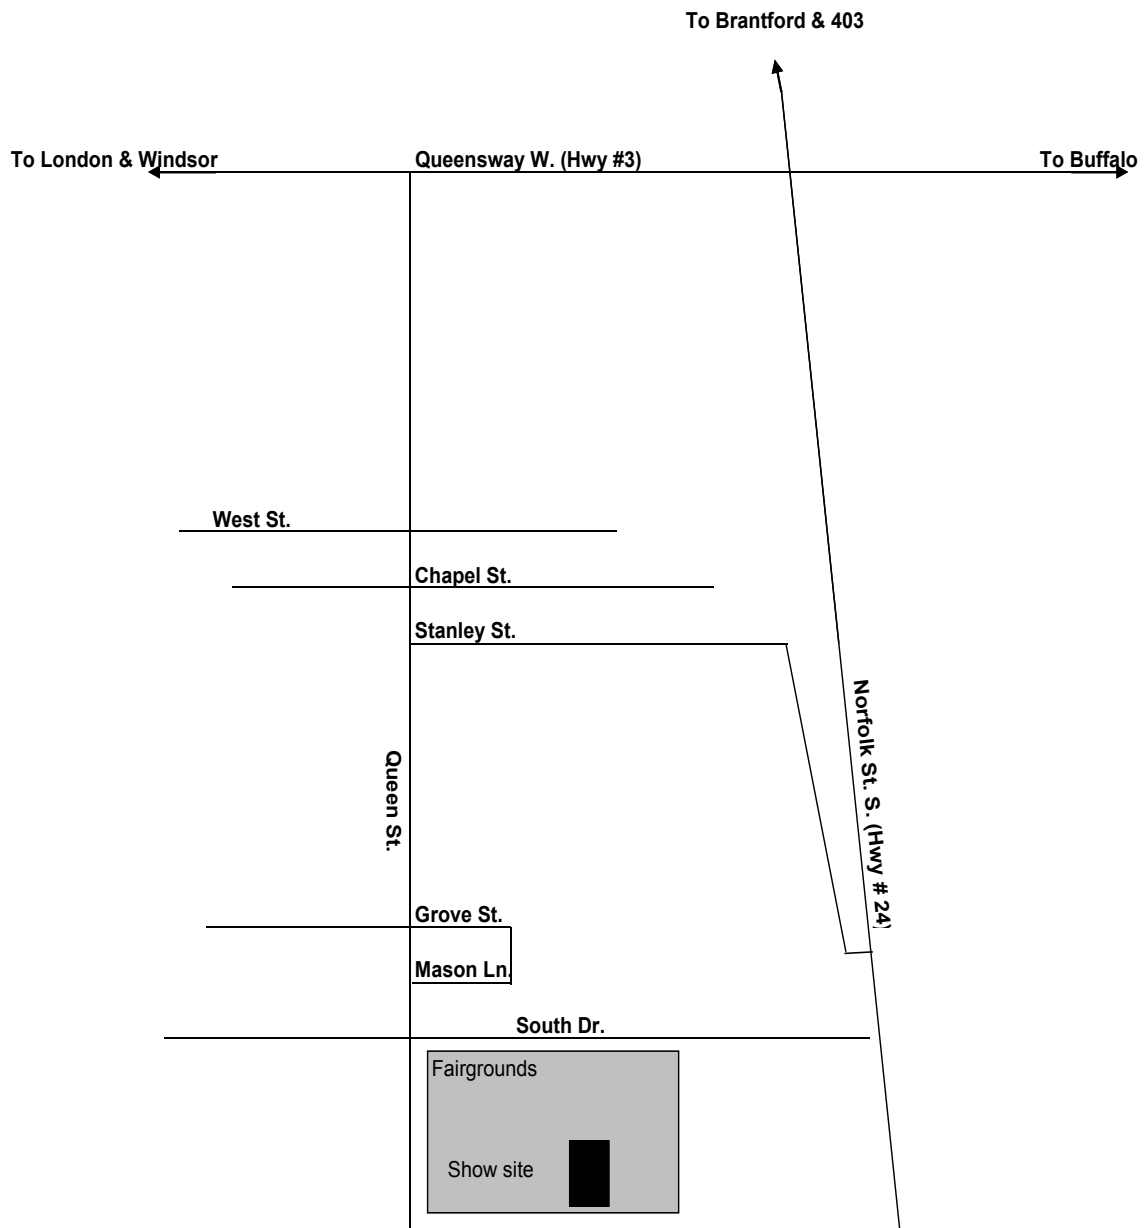 To Brantford & 403
To London & Windsor
Queensway W. (Hwy #3)
To Buffalo
West St.
Chapel St.
Stanley St.
Norfolk St. S. (Hwy # 24)
Queen St.
Grove St.
Mason Ln.
South Dr.
Fairgrounds
Show site